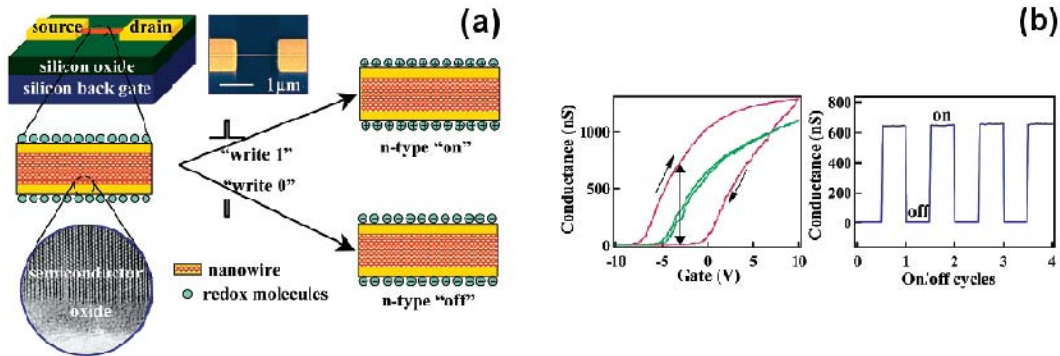 (a)
source
drain
silicon oxide
silicon back gate
1μm
"write 1"
"write 0"
n-type "on"
n-type "off"
semiconductor
oxide
nanowire
redox molecules
(b)
Conductance (nS)
1000
500
0
-10 -5 0 5 10
Gate (V)
Conductance (nS)
800
600
400
200
0
on
off
0 1 2 3 4
On/off cycles